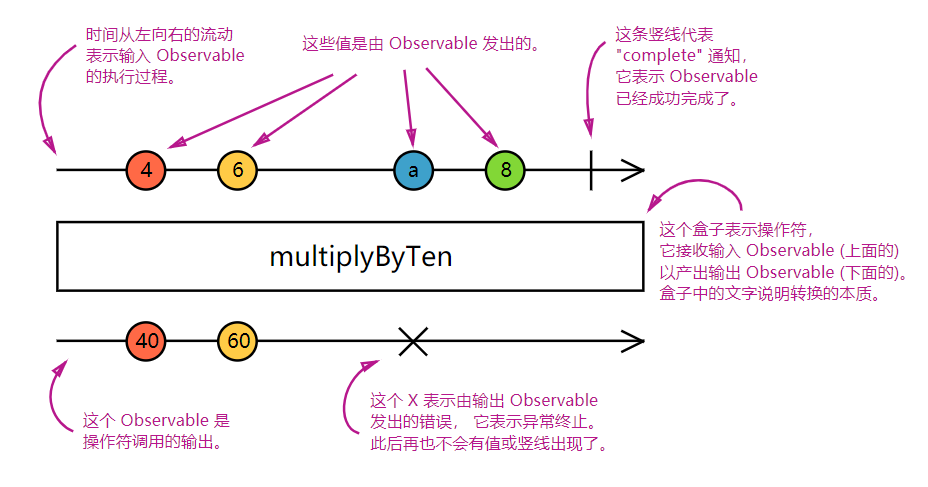 时间从左向右的流动
表示输入 Observable
的执行过程。
这些值是由 Observable 发出的。
这条竖线代表
"complete" 通知，
它表示 Observable
已经成功完成了。
4
6
a
8
这个盒子表示操作符，
它接收输入 Observable (上面的)
以产出输出 Observable (下面的)。
盒子中的文字说明转换的本质。
multiplyByTen
40
60
这个 Observable 是
操作符调用的输出。
这个 X 表示由输出 Observable
发出的错误， 它表示异常终止。
此后再也不会有值或竖线出现了。